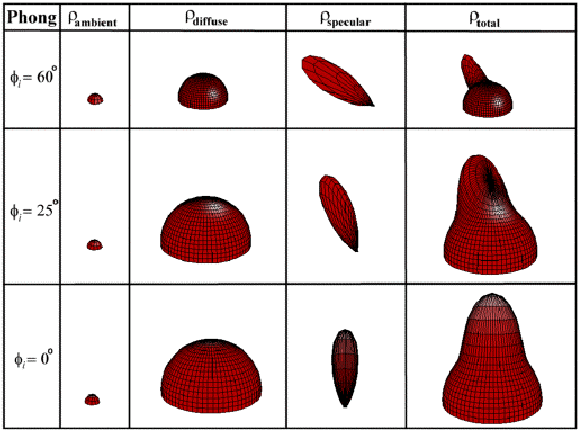 Phong ρambient ρdiffuse ρspecular ρtotal
ϕi = 60°
ϕi = 25°
ϕi = 0°